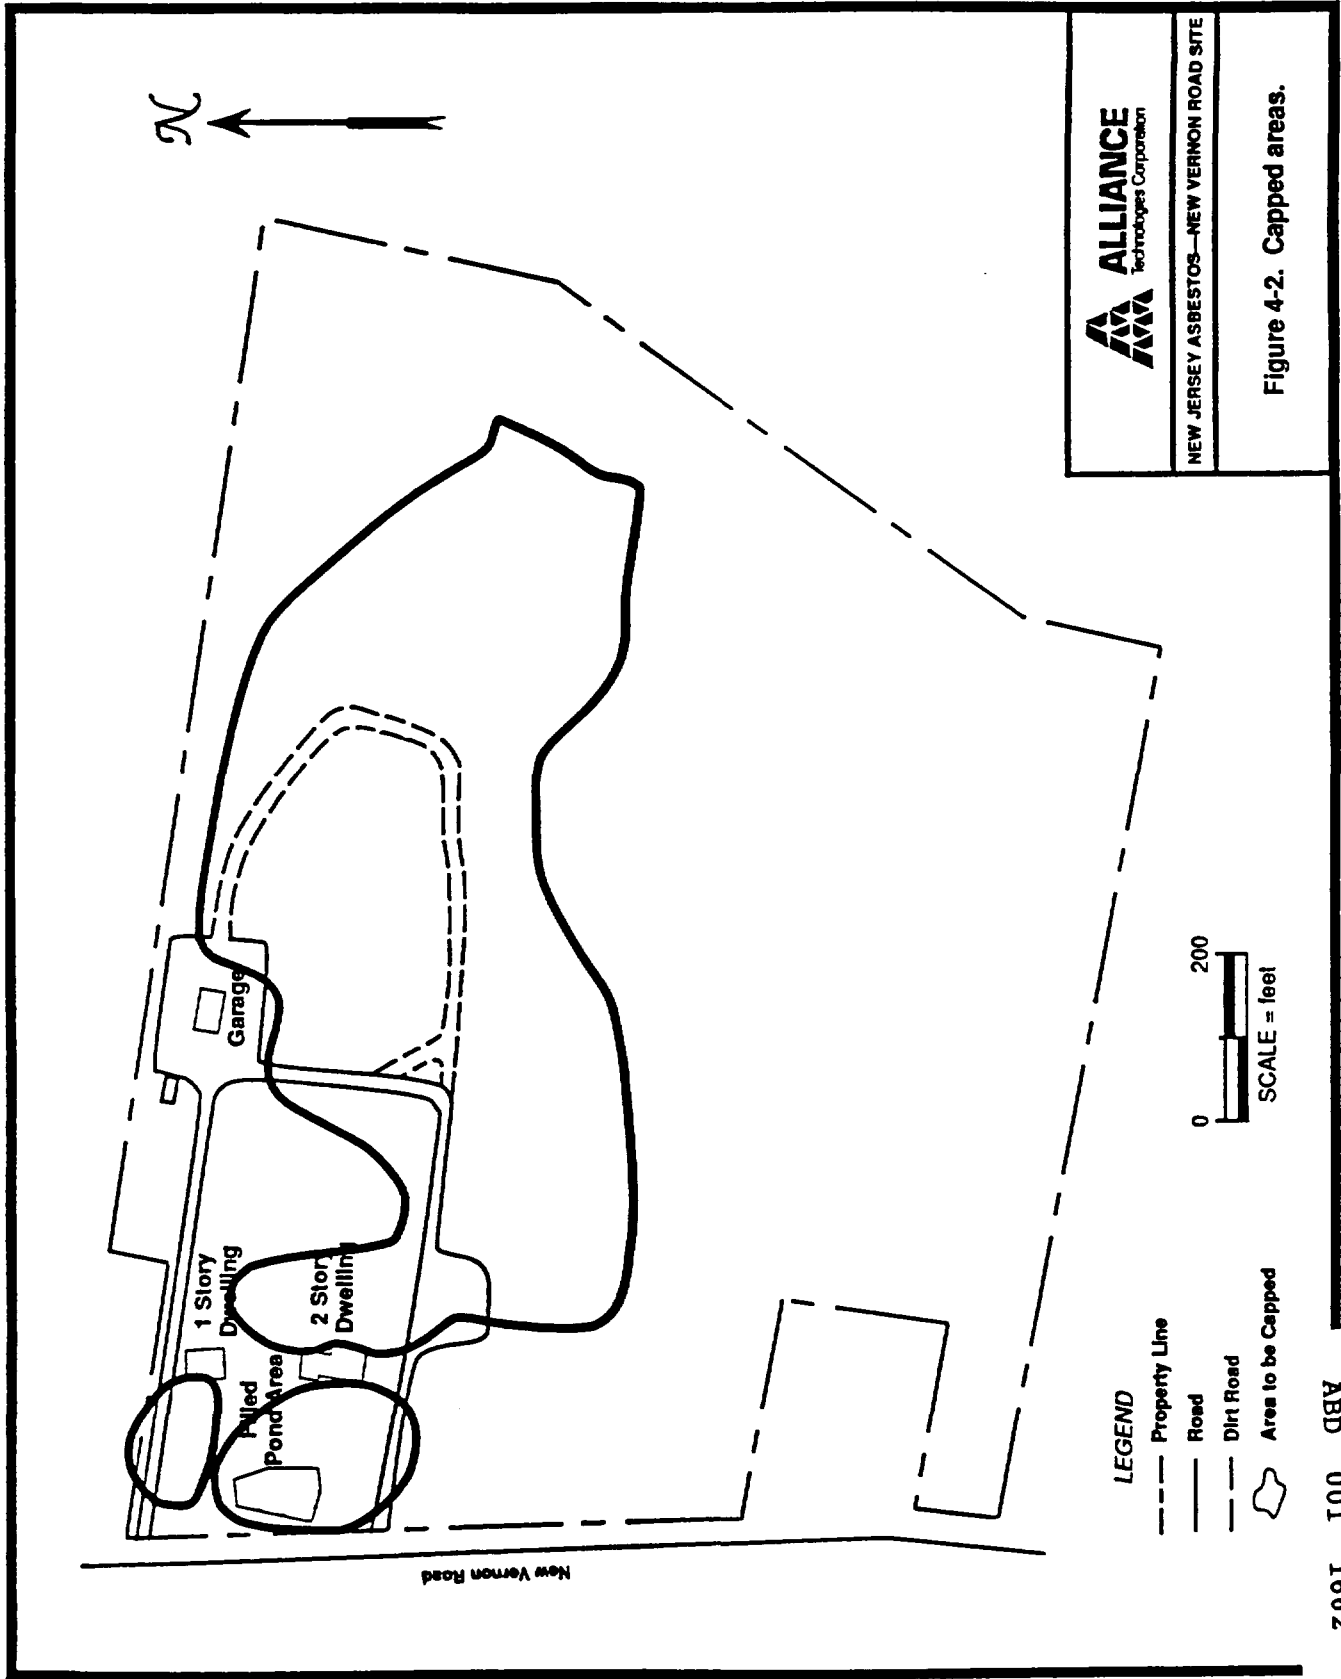 N
1 Story
Dwelling
Garage
2 Story
Dwelling
Filled
Pond Area
New Vernon Road
LEGEND
Property Line
Road
Dirt Road
Area to be Capped
0 200
SCALE = feet
ALLIANCE
Technologies Corporation
NEW JERSEY ASBESTOS—NEW VERNON ROAD SITE
Figure 4-2. Capped areas.
ABD 001 1602